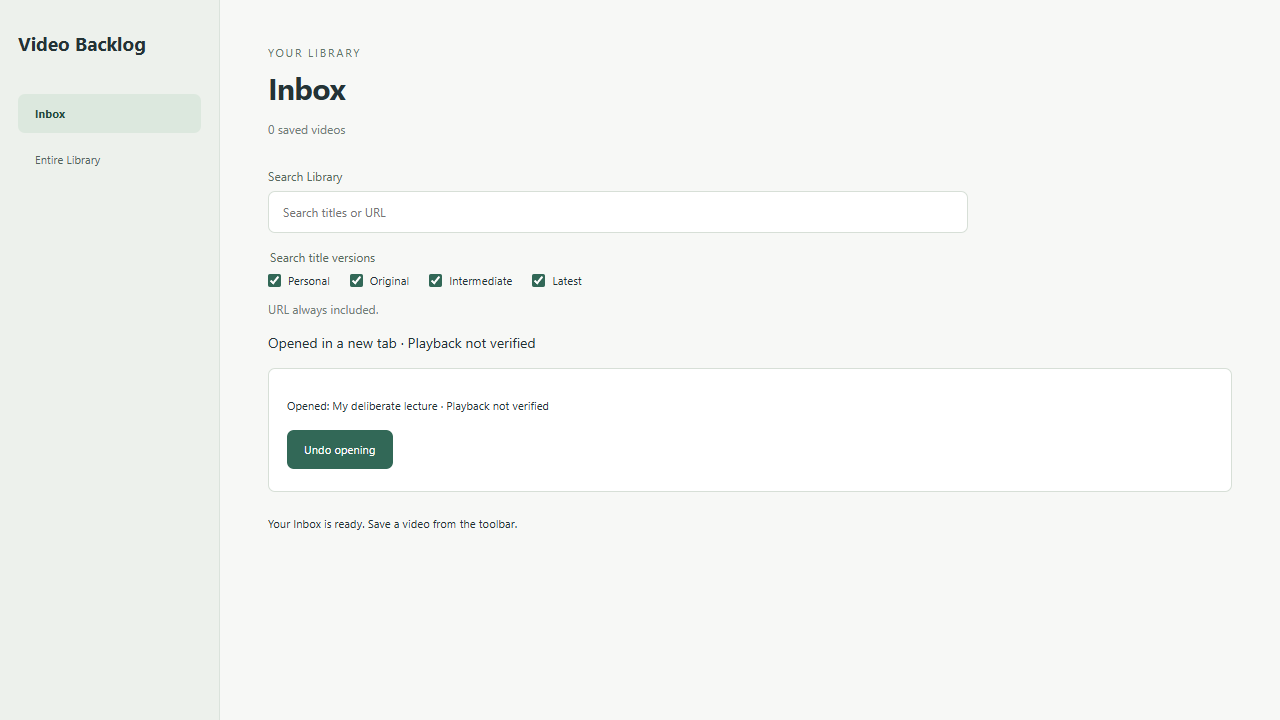 Video Backlog
Inbox
Entire Library
YOUR LIBRARY
Inbox
0 saved videos
Search Library
Search titles or URL
Search title versions
Personal Original Intermediate Latest
URL always included.
Opened in a new tab · Playback not verified
Opened: My deliberate lecture · Playback not verified
Undo opening
Your Inbox is ready. Save a video from the toolbar.